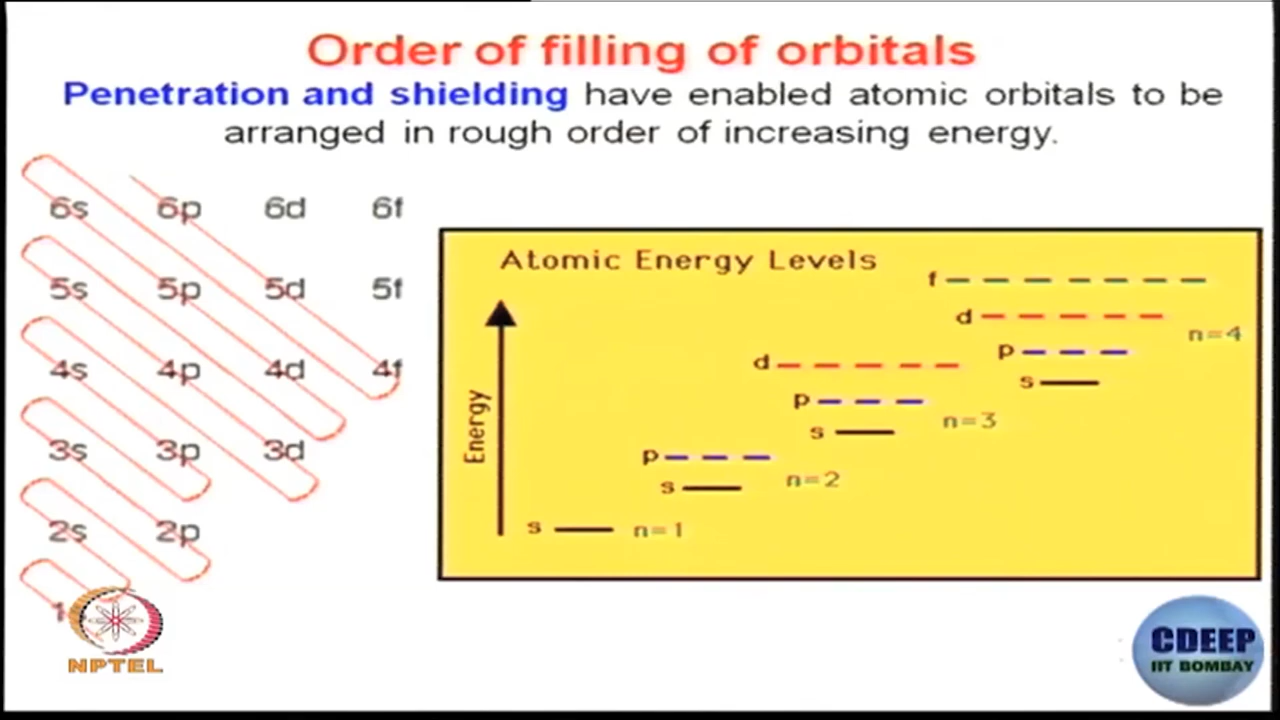 Order of filling of orbitals
Penetration and shielding have enabled atomic orbitals to be
arranged in rough order of increasing energy.
6s 6p 6d 6f
5s 5p 5d 5f
4s 4p 4d 4f
3s 3p 3d
2s 2p
Atomic Energy Levels
Energy
f
d
n=4
p
s
d
p
n=3
s
p
n=2
s
s n=1
NPTEL
CDEEP
IIT BOMBAY